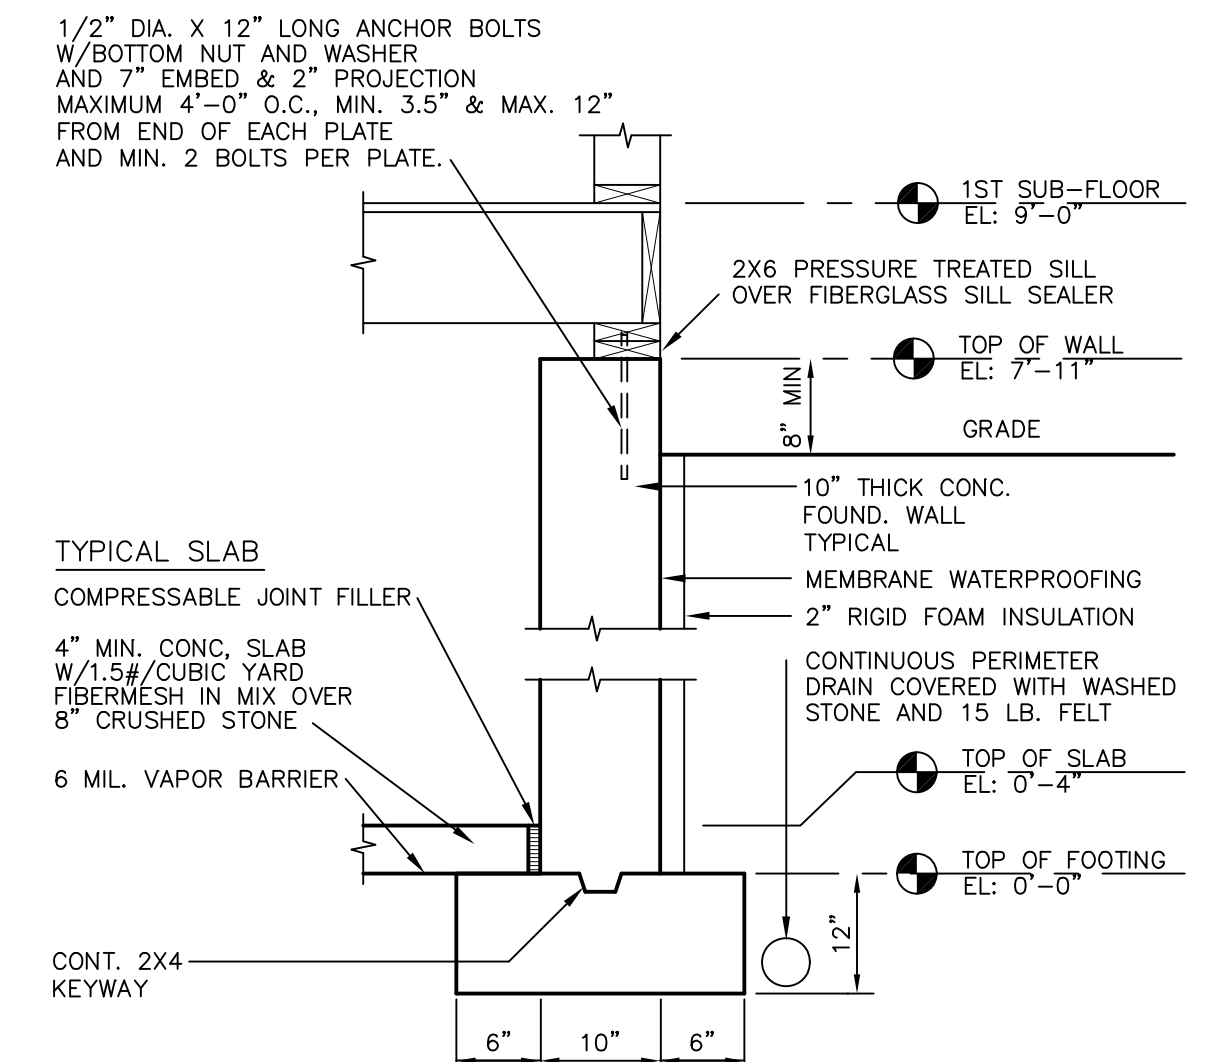 1/2" DIA. X 12" LONG ANCHOR BOLTS
W/BOTTOM NUT AND WASHER
AND 7" EMBED & 2" PROJECTION
MAXIMUM 4'-0" O.C., MIN. 3.5" & MAX. 12"
FROM END OF EACH PLATE
AND MIN. 2 BOLTS PER PLATE.
1ST SUB-FLOOR
EL: 9'-0"
2X6 PRESSURE TREATED SILL
OVER FIBERGLASS SILL SEALER
TOP OF WALL
EL: 7'-11"
8" MIN
GRADE
10" THICK CONC.
FOUND. WALL
TYPICAL
TYPICAL SLAB
COMPRESSABLE JOINT FILLER
4" MIN. CONC, SLAB
W/1.5#/CUBIC YARD
FIBERMESH IN MIX OVER
8" CRUSHED STONE
6 MIL. VAPOR BARRIER
MEMBRANE WATERPROOFING
2" RIGID FOAM INSULATION
CONTINUOUS PERIMETER
DRAIN COVERED WITH WASHED
STONE AND 15 LB. FELT
TOP OF SLAB
EL: 0'-4"
TOP OF FOOTING
EL: 0'-0"
12"
CONT. 2X4
KEYWAY
6"
10"
6"